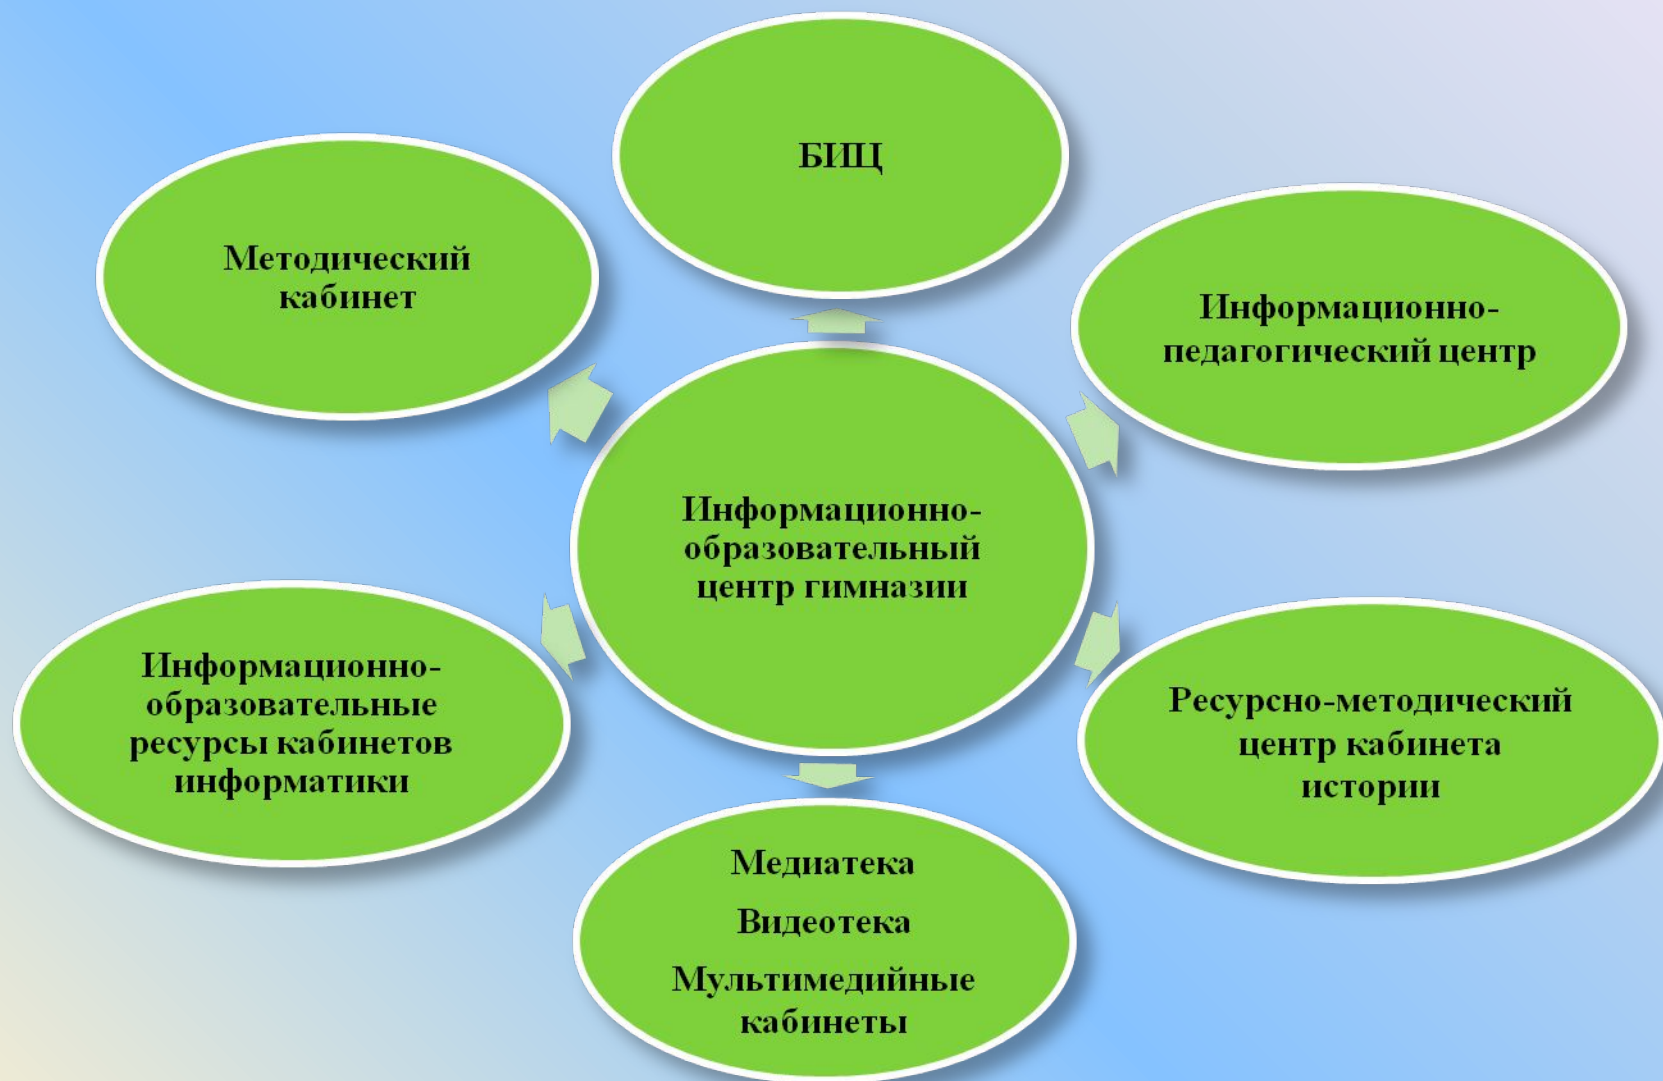 БИЦ
Методический
кабинет
Информационно-
педагогический центр
Информационно-
образовательный
центр гимназии
Информационно-
образовательные
ресурсы кабинетов
информатики
Ресурсно-методический
центр кабинета
истории
Медиатека
Видеотека
Мультимедийные
кабинеты